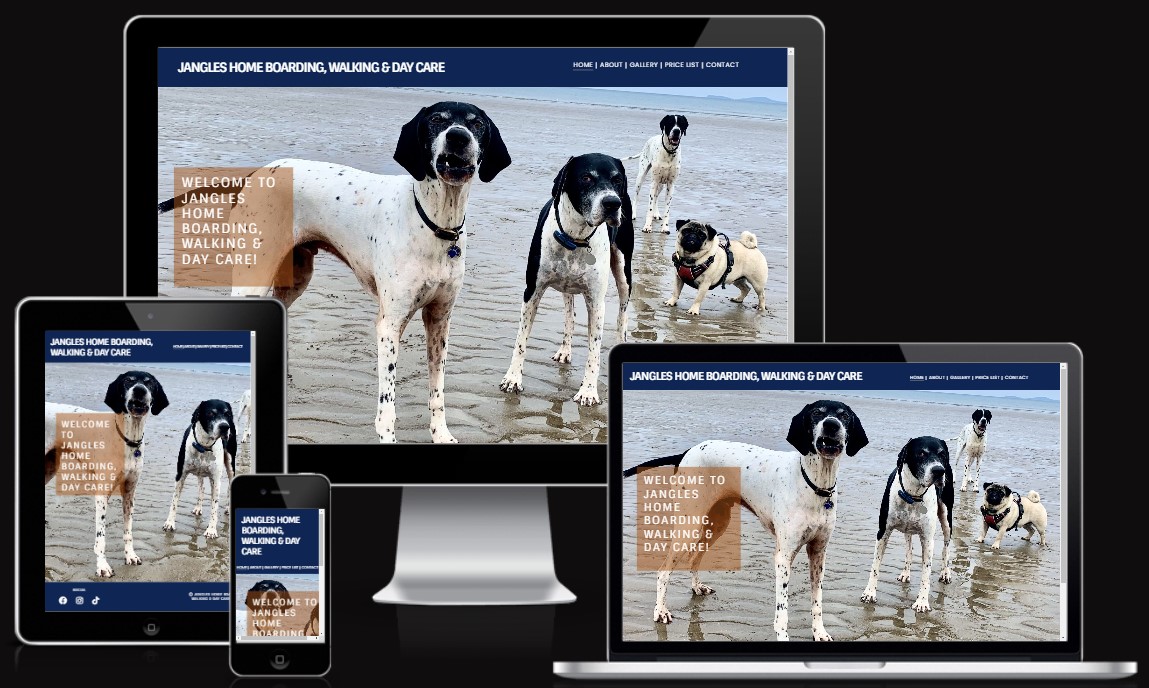 JANGLES HOME BOARDING, WALKING & DAY CARE
HOME | ABOUT | GALLERY | PRICE LIST | CONTACT
WELCOME TO
JANGLES
HOME
BOARDING,
WALKING &
DAY CARE!
JANGLES HOME BOARDING,
WALKING & DAY CARE
HOME | ABOUT | GALLERY | PRICE LIST | CONTACT
WELCOME
TO
JANGLES
HOME
BOARDING,
WALKING &
DAY CARE!
SOCIAL
JANGLES HOME BOARDING, WALKING & DAY CARE
HOME | ABOUT | GALLERY | PRICE LIST | CONTACT
WELCOME TO
JANGLES
HOME
BOARDING,
WALKING &
DAY CARE!
JANGLES HOME
BOARDING,
WALKING & DAY
CARE
HOME | ABOUT | GALLERY | PRICE LIST | CONTACT
WELCOME TO
JANGLES
HOME
BOARDING